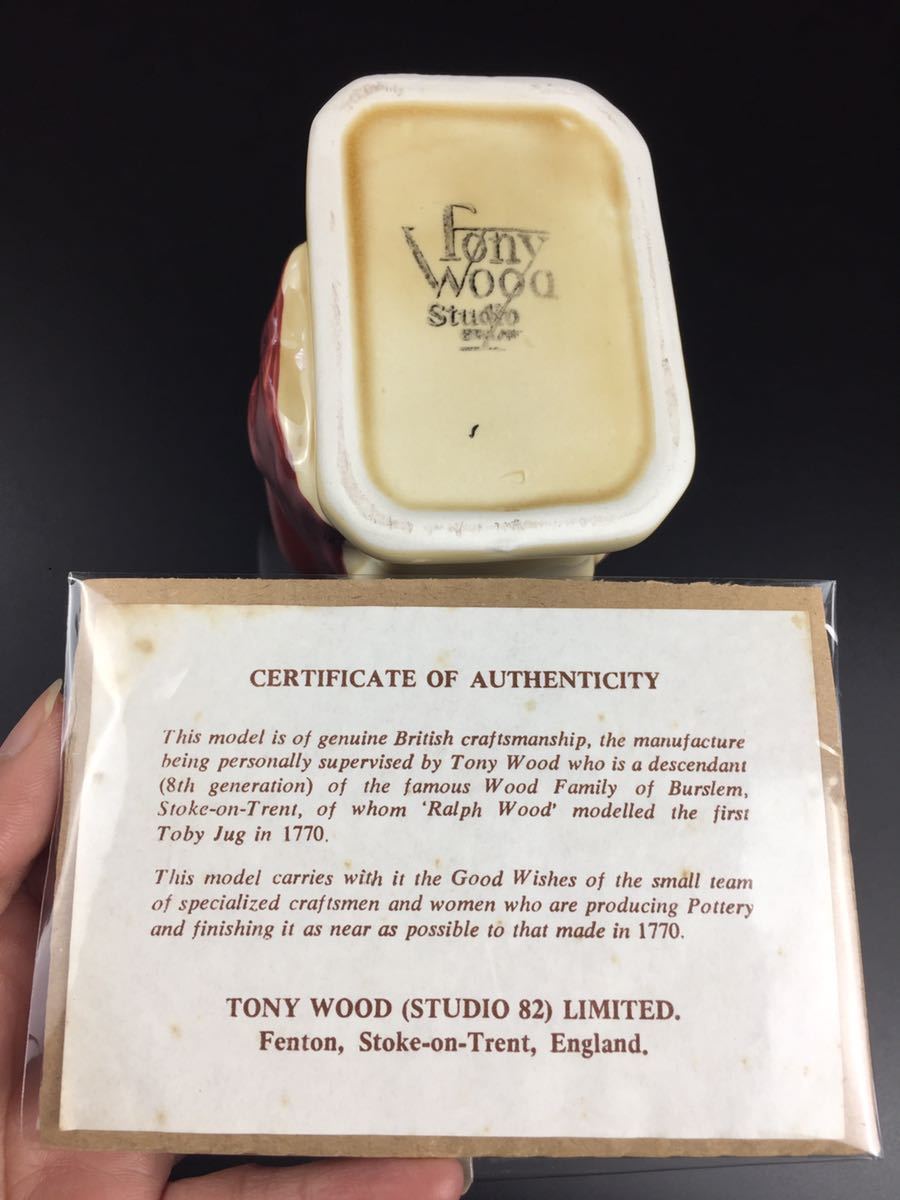 Tony
Wood
Studio
CERTIFICATE OF AUTHENTICITY
This model is of genuine British craftsmanship, the manufacture
being personally supervised by Tony Wood who is a descendant
(8th generation) of the famous Wood Family of Burslem,
Stoke-on-Trent, of whom ‘Ralph Wood’ modelled the first
Toby Jug in 1770.
This model carries with it the Good Wishes of the small team
of specialized craftsmen and women who are producing Pottery
and finishing it as near as possible to that made in 1770.
TONY WOOD (STUDIO 82) LIMITED.
Fenton, Stoke-on-Trent, England.